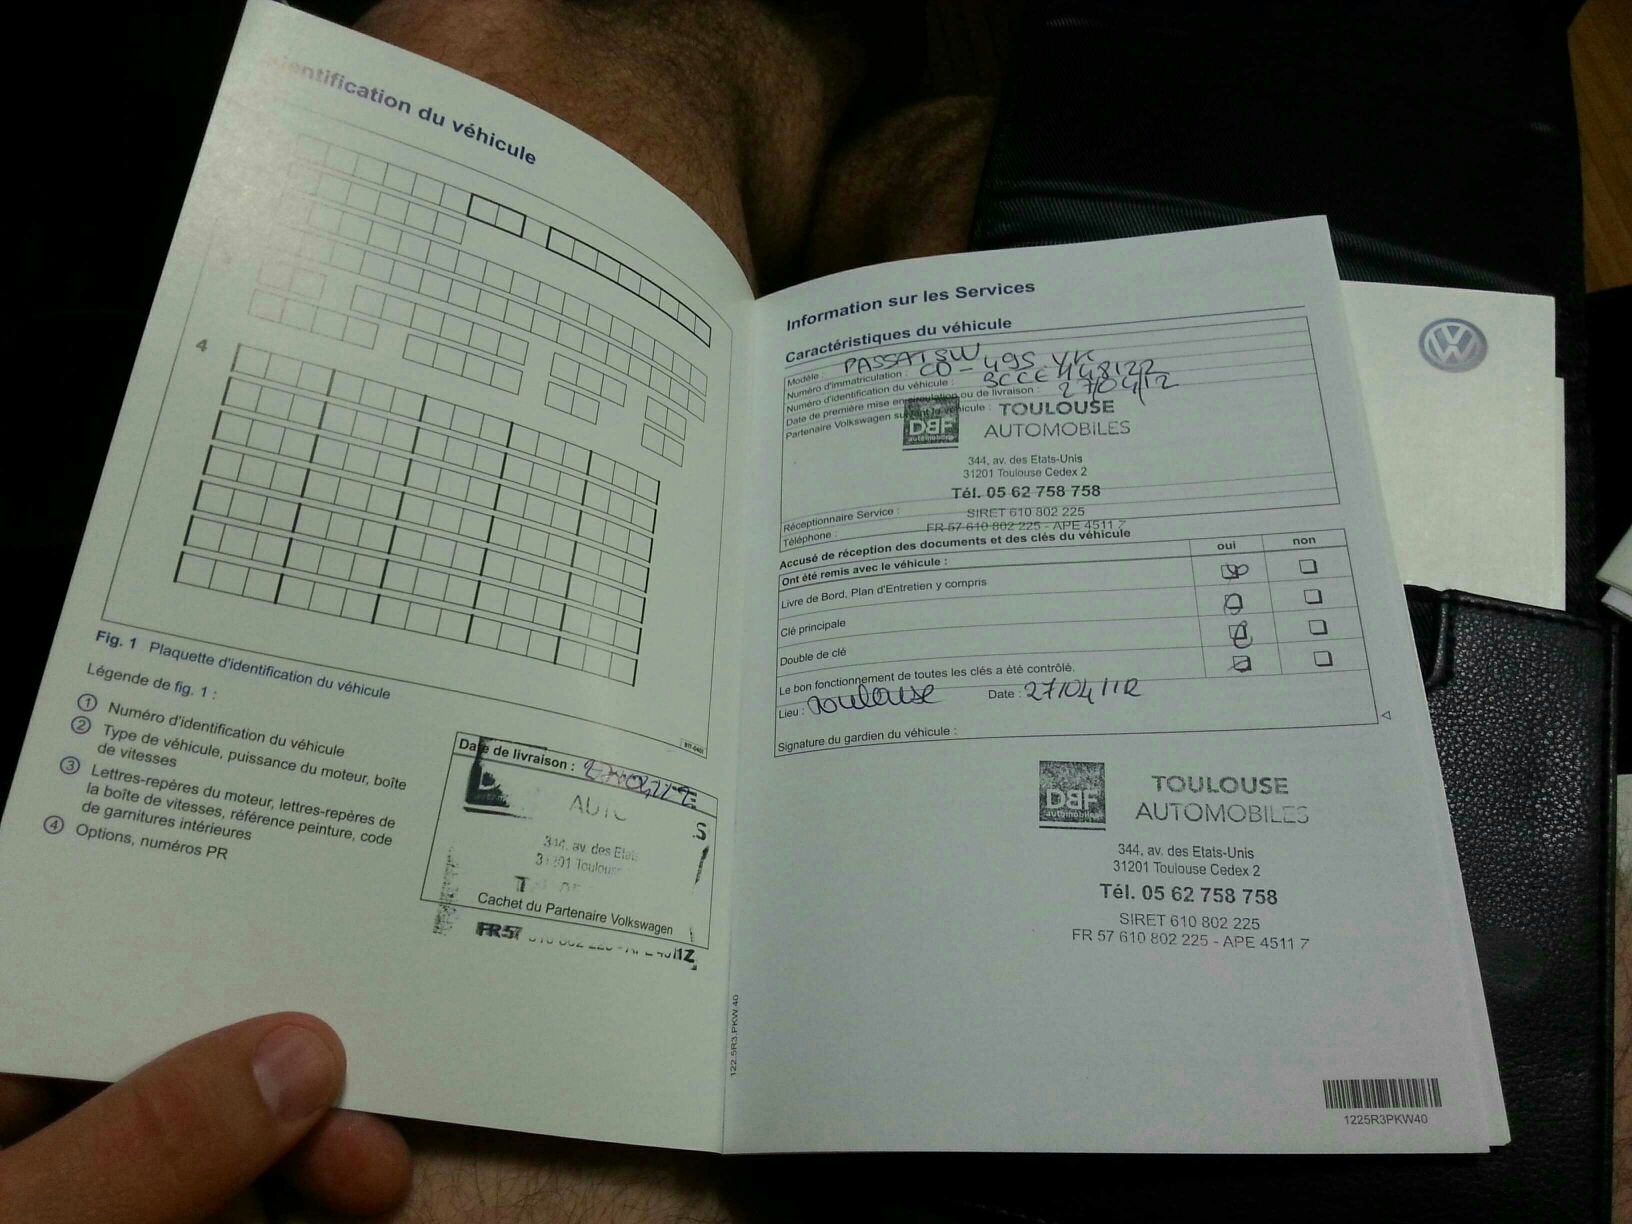 Identification du véhicule
4
Fig. 1 Plaquette d'identification du véhicule
Légende de fig. 1 :
1 Numéro d'identification du véhicule
2 Type de véhicule, puissance du moteur, boîte
de vitesses
3 Lettres-repères du moteur, lettres-repères de
la boîte de vitesses, référence peinture, code
de garnitures intérieures
4 Options, numéros PR
Date de livraison :
AUTO
344, av. des Etats
31201 Toulouse
Cachet du Partenaire Volkswagen
FR 57
Information sur les Services
Caractéristiques du véhicule
Modèle : PASSAT SW
Numéro d'immatriculation : CD-495-YK
Numéro d'identification du véhicule :
Date de première mise en circulation ou de livraison : 27/04/12
Partenaire Volkswagen suivant le véhicule :
DBF automobiles TOULOUSE
AUTOMOBILES
344, av. des Etats-Unis
31201 Toulouse Cedex 2
Tél. 05 62 758 758
Réceptionnaire Service :
SIRET 610 802 225
Téléphone :
FR 57 610 802 225 - APE 4511 Z
Accusé de réception des documents et des clés du véhicule
Ont été remis avec le véhicule : oui non
Livre de Bord, Plan d'Entretien y compris
Clé principale
Double de clé
Le bon fonctionnement de toutes les clés a été contrôlé.
Lieu : Toulouse Date : 27/04/12
Signature du gardien du véhicule :
DBF automobiles TOULOUSE
AUTOMOBILES
344, av. des Etats-Unis
31201 Toulouse Cedex 2
Tél. 05 62 758 758
SIRET 610 802 225
FR 57 610 802 225 - APE 4511 Z
122.5R3.PKW.40
1225R3PKW40